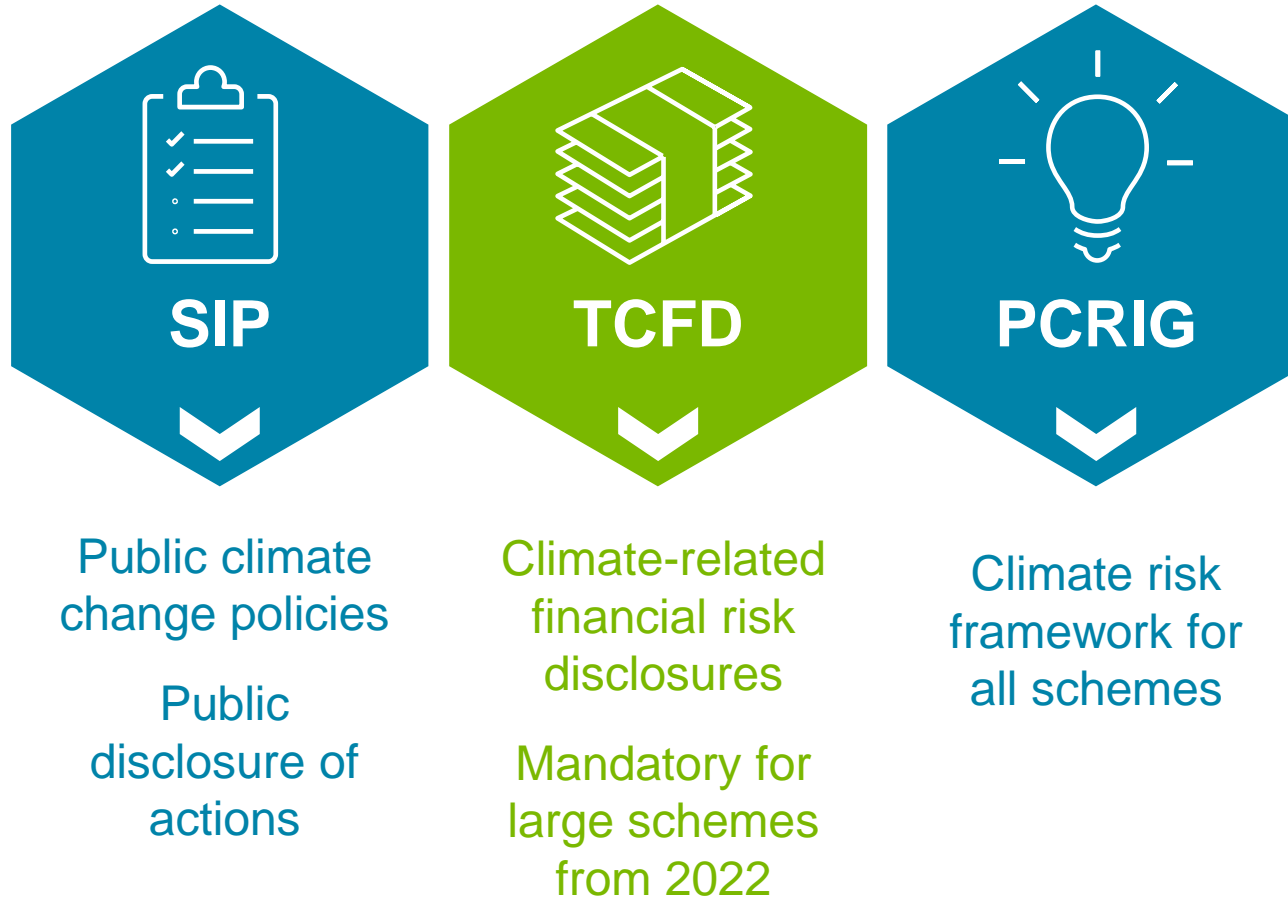 SIP
Public climate
change policies
Public
disclosure of
actions
TCFD
Climate-related
financial risk
disclosures
Mandatory for
large schemes
from 2022
PCRIG
Climate risk
framework for
all schemes